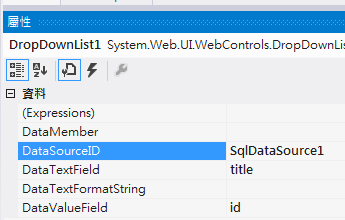 屬性
DropDownList1 System.Web.UI.WebControls.DropDownLis
資料
(Expressions)
DataMember
DataSourceID SqlDataSource1
DataTextField title
DataTextFormatString
DataValueField id